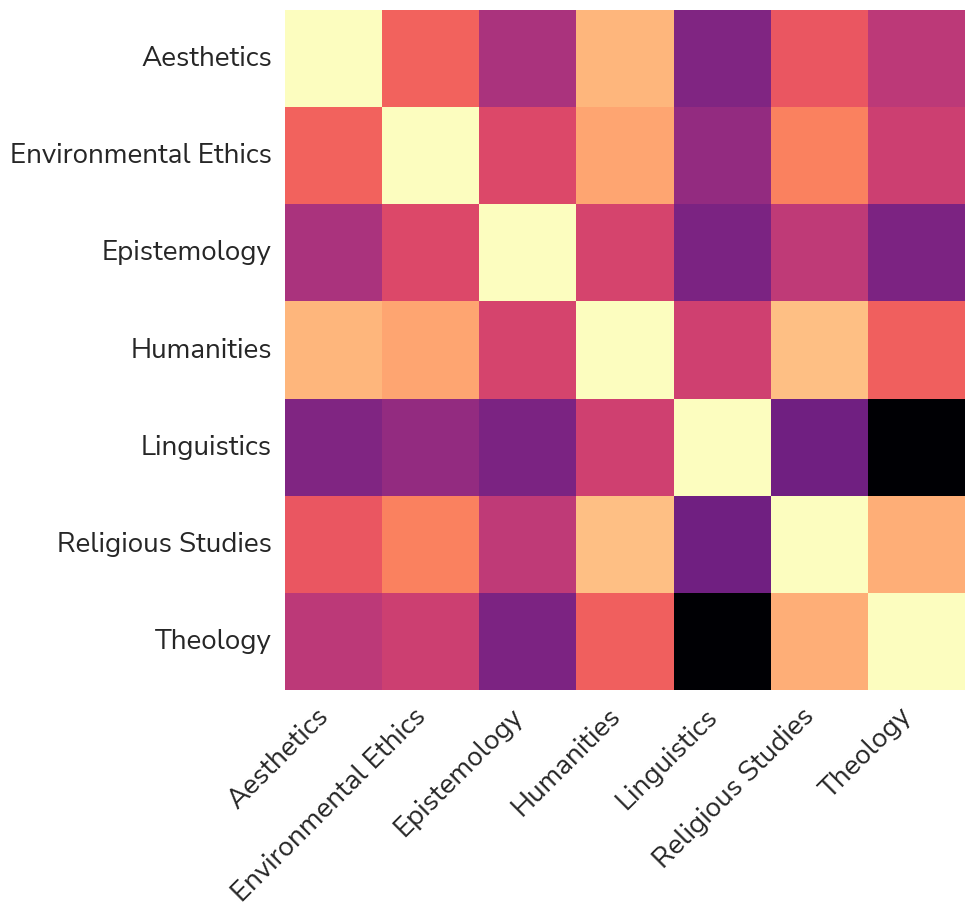 Aesthetics
Environmental Ethics
Epistemology
Humanities
Linguistics
Religious Studies
Theology
Aesthetics
Environmental Ethics
Epistemology
Humanities
Linguistics
Religious Studies
Theology